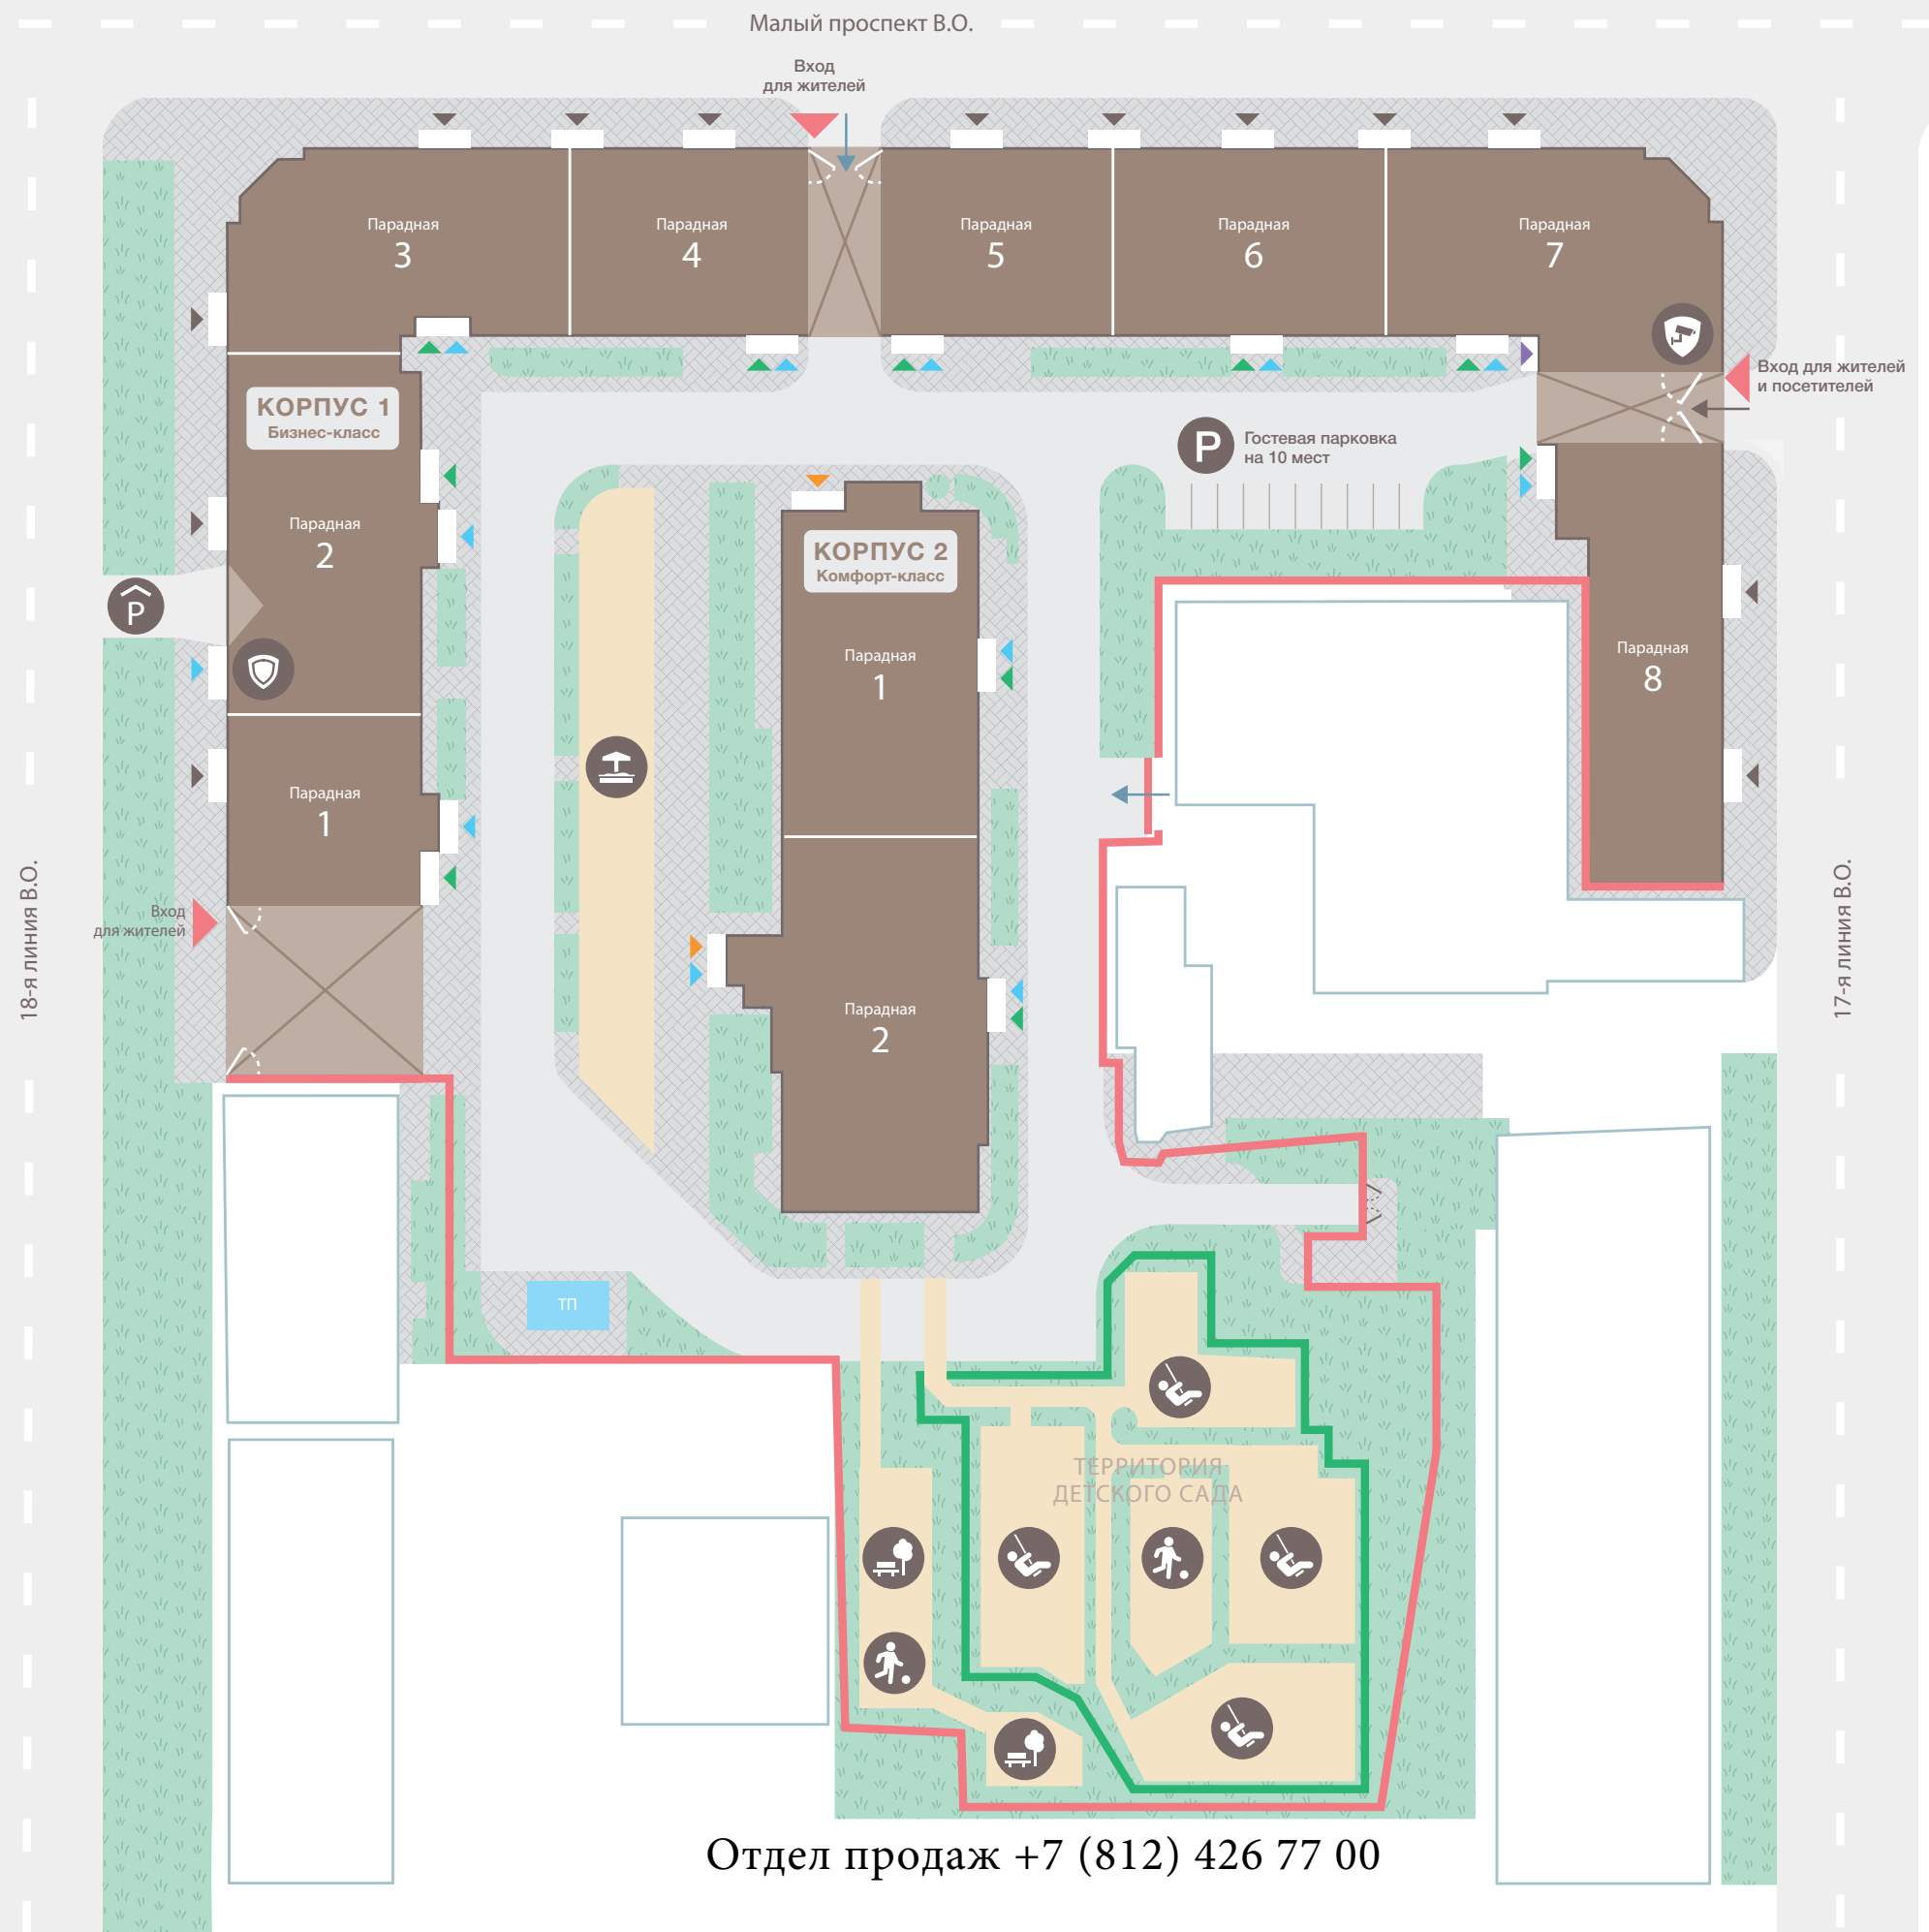 Малый проспект В.О.
Вход
для жителей
Парадная
3
Парадная
4
Парадная
5
Парадная
6
Парадная
7
Вход для жителей
и посетителей
КОРПУС 1
Бизнес-класс
P
Гостевая парковка
на 10 мест
Парадная
2
КОРПУС 2
Комфорт-класс
P
Парадная
1
Парадная
8
Парадная
1
Вход
для жителей
18-я линия В.О.
17-я линия В.О.
Парадная
2
ТП
ТЕРРИТОРИЯ
ДЕТСКОГО САДА
Отдел продаж +7 (812) 426 77 00